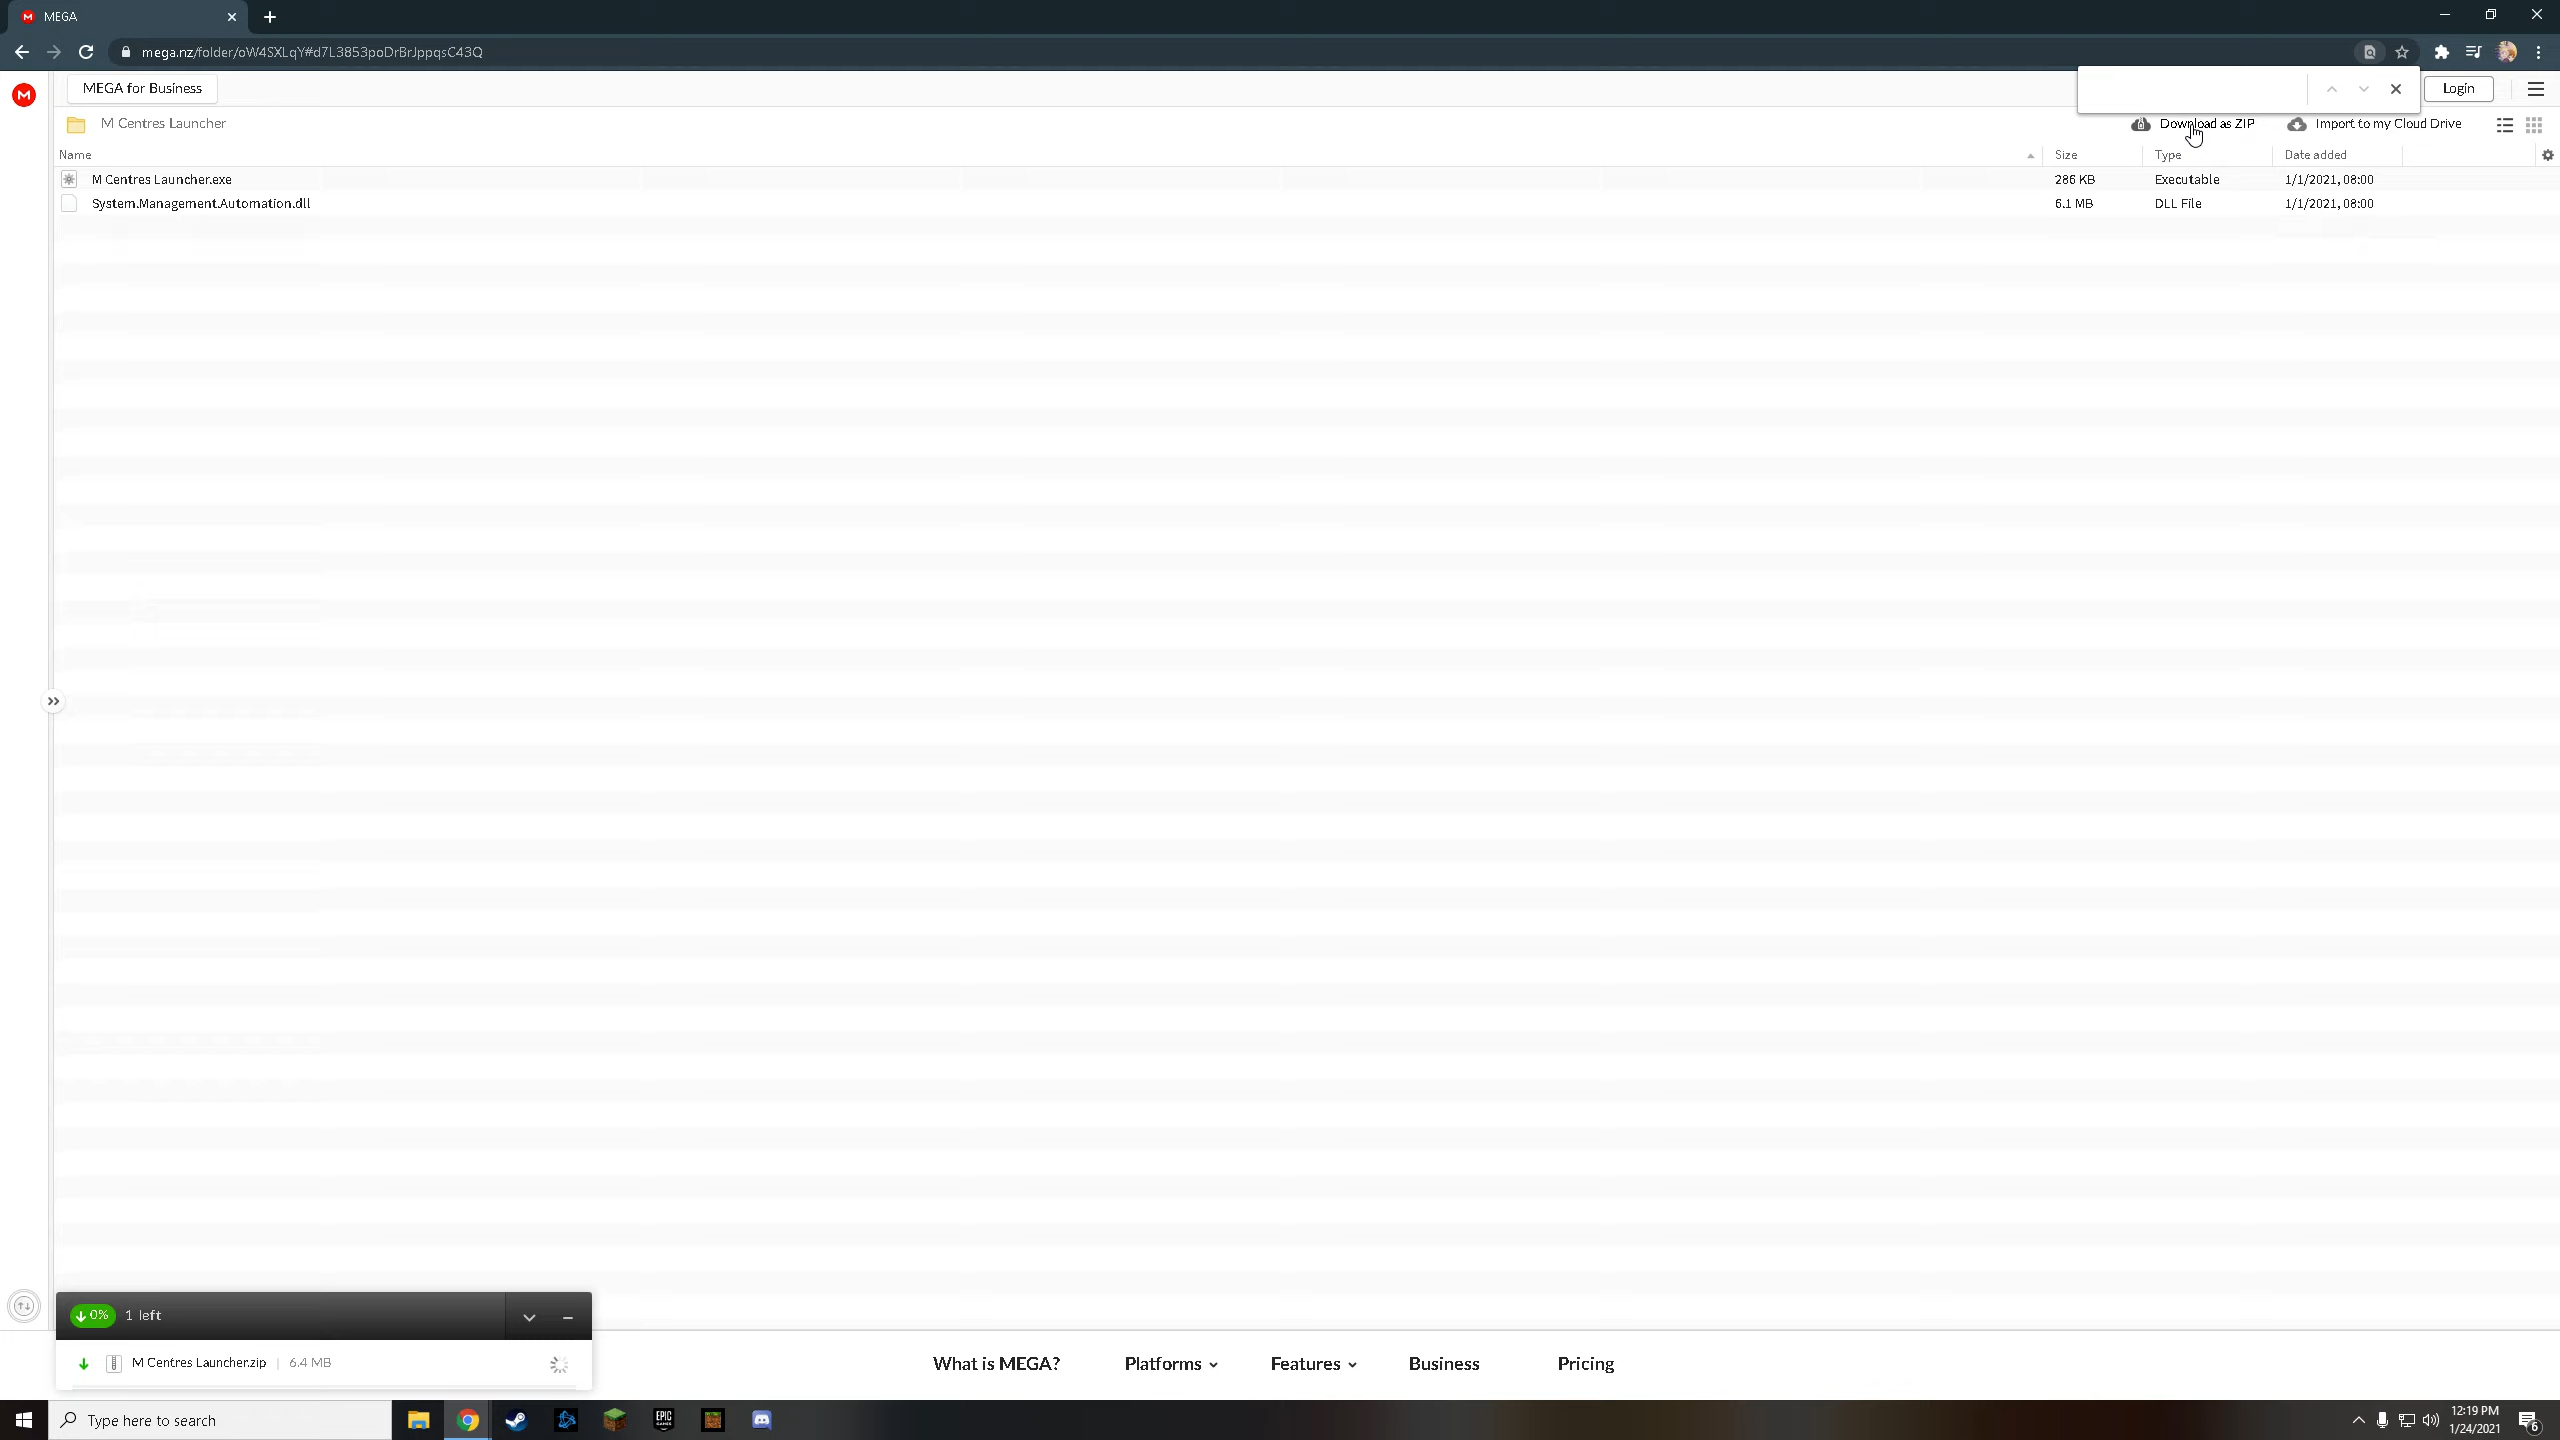 MEGA
mega.nz/folder/oW4SXLqY#d7L3853poDrBrJppqsC43Q
MEGA for Business
Login
M Centres Launcher
Download as ZIP
Import to my Cloud Drive
Name Size Type Date added
M Centres Launcher.exe 286 KB Executable 1/1/2021, 08:00
System.Management.Automation.dll 6.1 MB DLL File 1/1/2021, 08:00
0% 1 left
M Centres Launcher.zip | 6.4 MB
What is MEGA? Platforms Features Business Pricing
Type here to search
EPIC GAMES
12:19 PM
1/24/2021
6